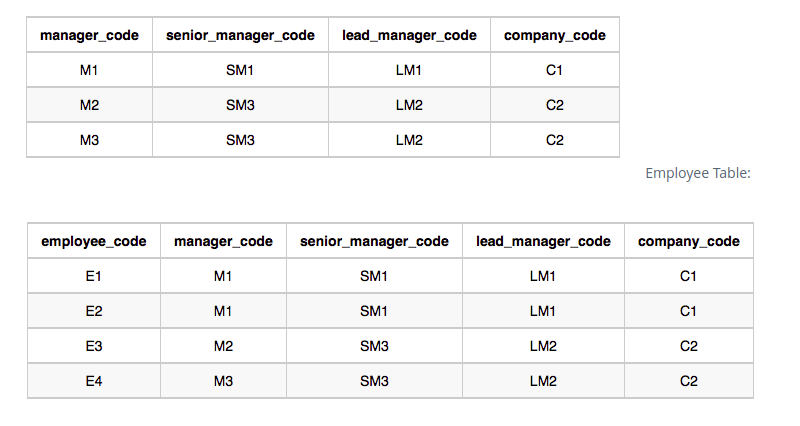 manager_code senior_manager_code lead_manager_code company_code
M1 SM1 LM1 C1
M2 SM3 LM2 C2
M3 SM3 LM2 C2
Employee Table:
employee_code manager_code senior_manager_code lead_manager_code company_code
E1 M1 SM1 LM1 C1
E2 M1 SM1 LM1 C1
E3 M2 SM3 LM2 C2
E4 M3 SM3 LM2 C2